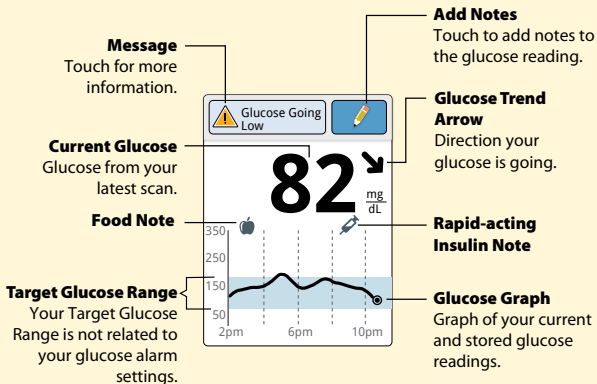 Message
Touch for more
information.
Current Glucose
Glucose from your
latest scan.
Food Note
Target Glucose Range
Your Target Glucose
Range is not related to
your glucose alarm
settings.
Glucose Going
Low
82
mg
dL
350
250
150
50
2pm
6pm
10pm
Add Notes
Touch to add notes to
the glucose reading.
Glucose Trend
Arrow
Direction your
glucose is going.
Rapid-acting
Insulin Note
Glucose Graph
Graph of your current
and stored glucose
readings.